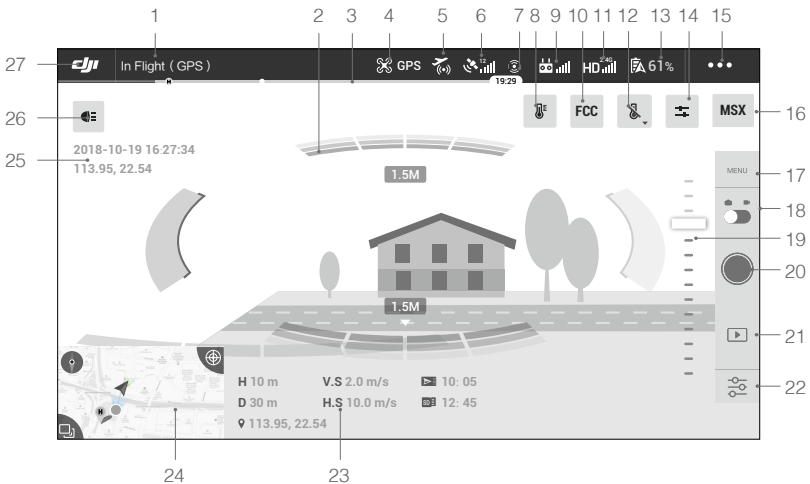 1 2 3 4 5 6 7 8 9 10 11 12 13 14 15
27 dji In Flight ( GPS ) GPS 12 HD 2.4G 61%
H 19:29
26 FCC MSX 16
25 2018-10-19 16:27:34
113.95, 22.54
1.5M
MENU 17
18
19
20
1.5M
21
H 10 m V.S 2.0 m/s 10: 05
D 30 m H.S 10.0 m/s SD 12: 45
113.95, 22.54
H
22
24 23